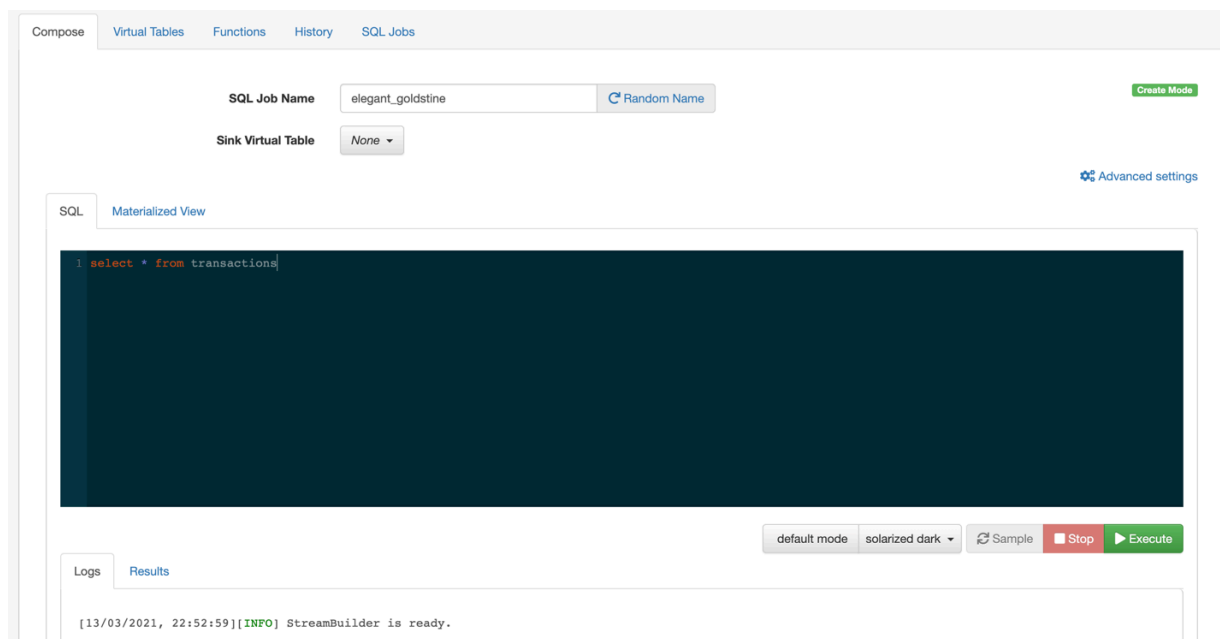 Compose Virtual Tables Functions History SQL Jobs
SQL Job Name elegant_goldstine Random Name Create Mode
Sink Virtual Table None
Advanced settings
SQL Materialized View
1 select * from transactions
default mode solarized dark Sample Stop Execute
Logs Results
[13/03/2021, 22:52:59][INFO] StreamBuilder is ready.